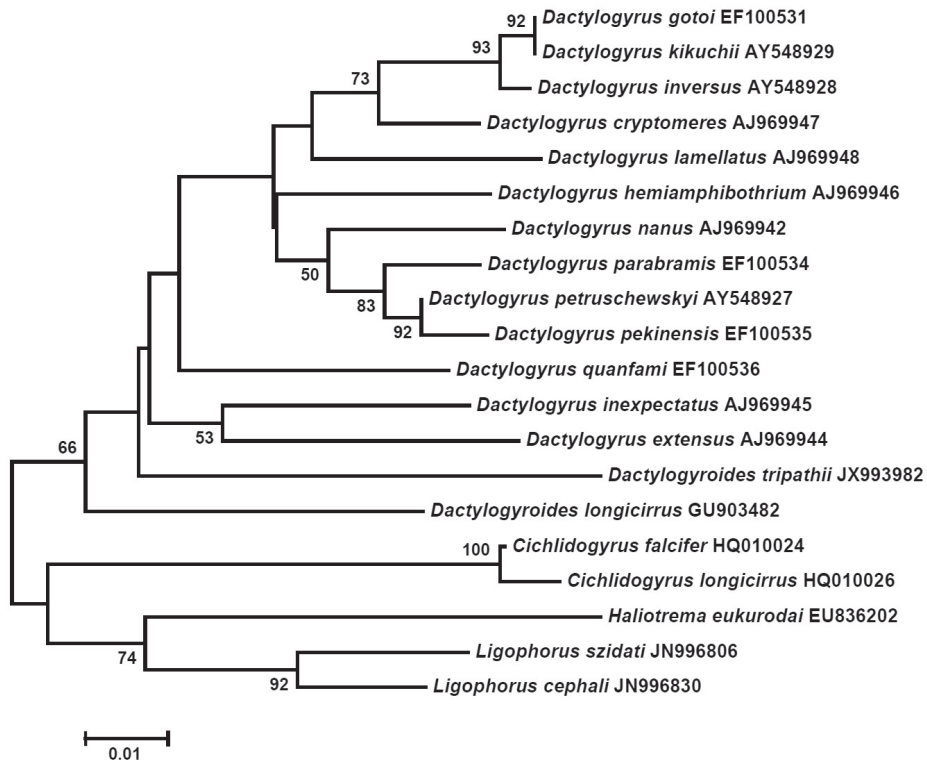 92
Dactylogyrus gotoi EF100531
93
Dactylogyrus kikuchii AY548929
73
Dactylogyrus inversus AY548928
Dactylogyrus cryptomeres AJ969947
Dactylogyrus lamellatus AJ969948
Dactylogyrus hemiamphibothrium AJ969946
Dactylogyrus nanus AJ969942
50
Dactylogyrus parabramis EF100534
83
Dactylogyrus petruschewskyi AY548927
92
Dactylogyrus pekinensis EF100535
Dactylogyrus quanfami EF100536
Dactylogyrus inexpectatus AJ969945
53
Dactylogyrus extensus AJ969944
66
Dactylogyroides tripathii JX993982
Dactylogyroides longicirrus GU903482
100
Cichlidogyrus falcifer HQ010024
Cichlidogyrus longicirrus HQ010026
Haliotrema eukurodai EU836202
74
Ligophorus szidati JN996806
92
Ligophorus cephali JN996830
0.01